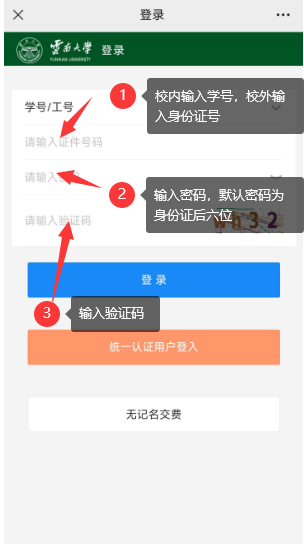 登录
雲南大學
YUNNAN UNIVERSITY
登录
学号/工号
1
校内输入学号，校外输
入身份证号
请输入证件号码
请输入
2
输入密码，默认密码为
身份证后六位
请输入验证码
WA32
登 录
3
输入验证码
统一认证用户登入
无记名交费